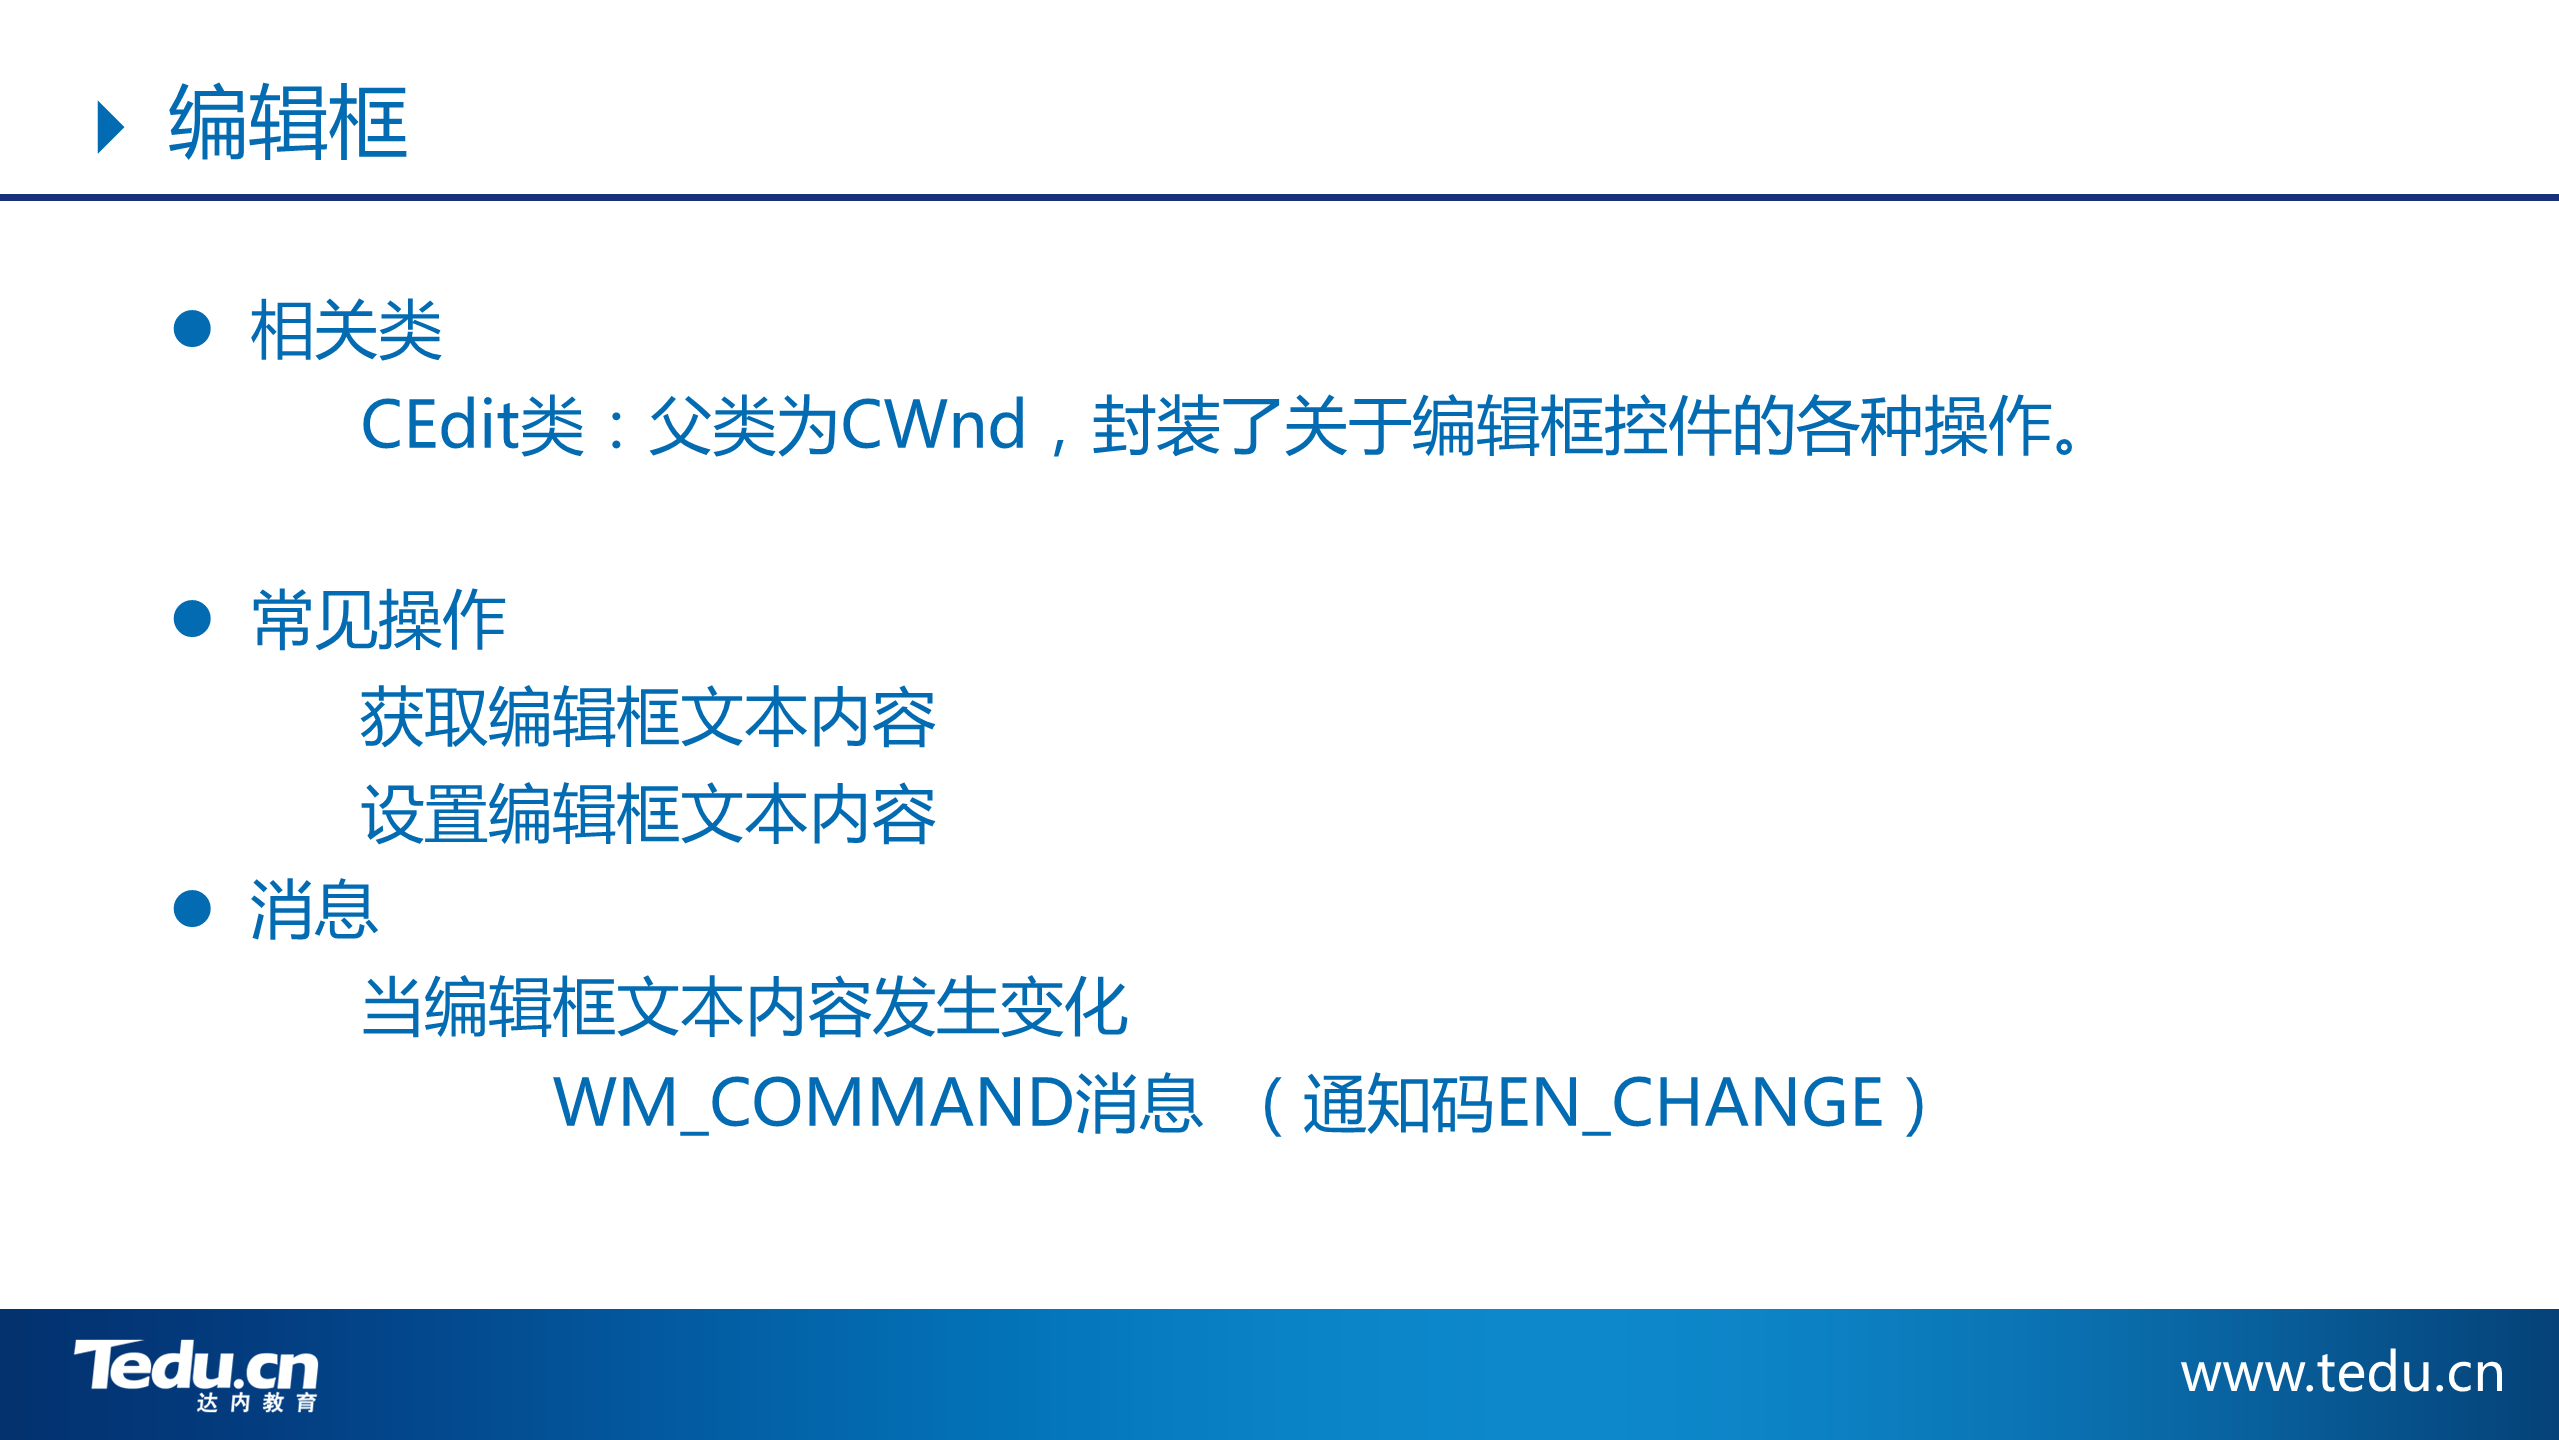 编辑框
相关类
CEdit类：父类为CWnd，封装了关于编辑框控件的各种操作。
常见操作
获取编辑框文本内容
设置编辑框文本内容
消息
当编辑框文本内容发生变化
WM_COMMAND消息 （通知码EN_CHANGE）
Tedu.cn
达内教育
www.tedu.cn